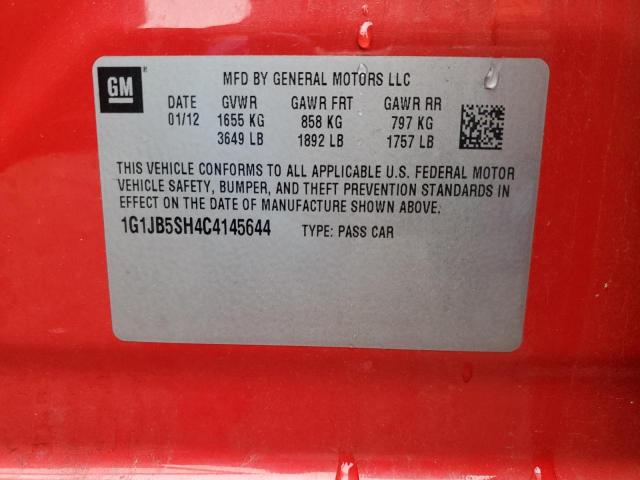 GM ® MFD BY GENERAL MOTORS LLC
DATE GVWR GAWR FRT GAWR RR
01/12 1655 KG 858 KG 797 KG
3649 LB 1892 LB 1757 LB
THIS VEHICLE CONFORMS TO ALL APPLICABLE U.S. FEDERAL MOTOR
VEHICLE SAFETY, BUMPER, AND THEFT PREVENTION STANDARDS IN
EFFECT ON THE DATE OF MANUFACTURE SHOWN ABOVE.
1G1JB5SH4C4145644 TYPE: PASS CAR